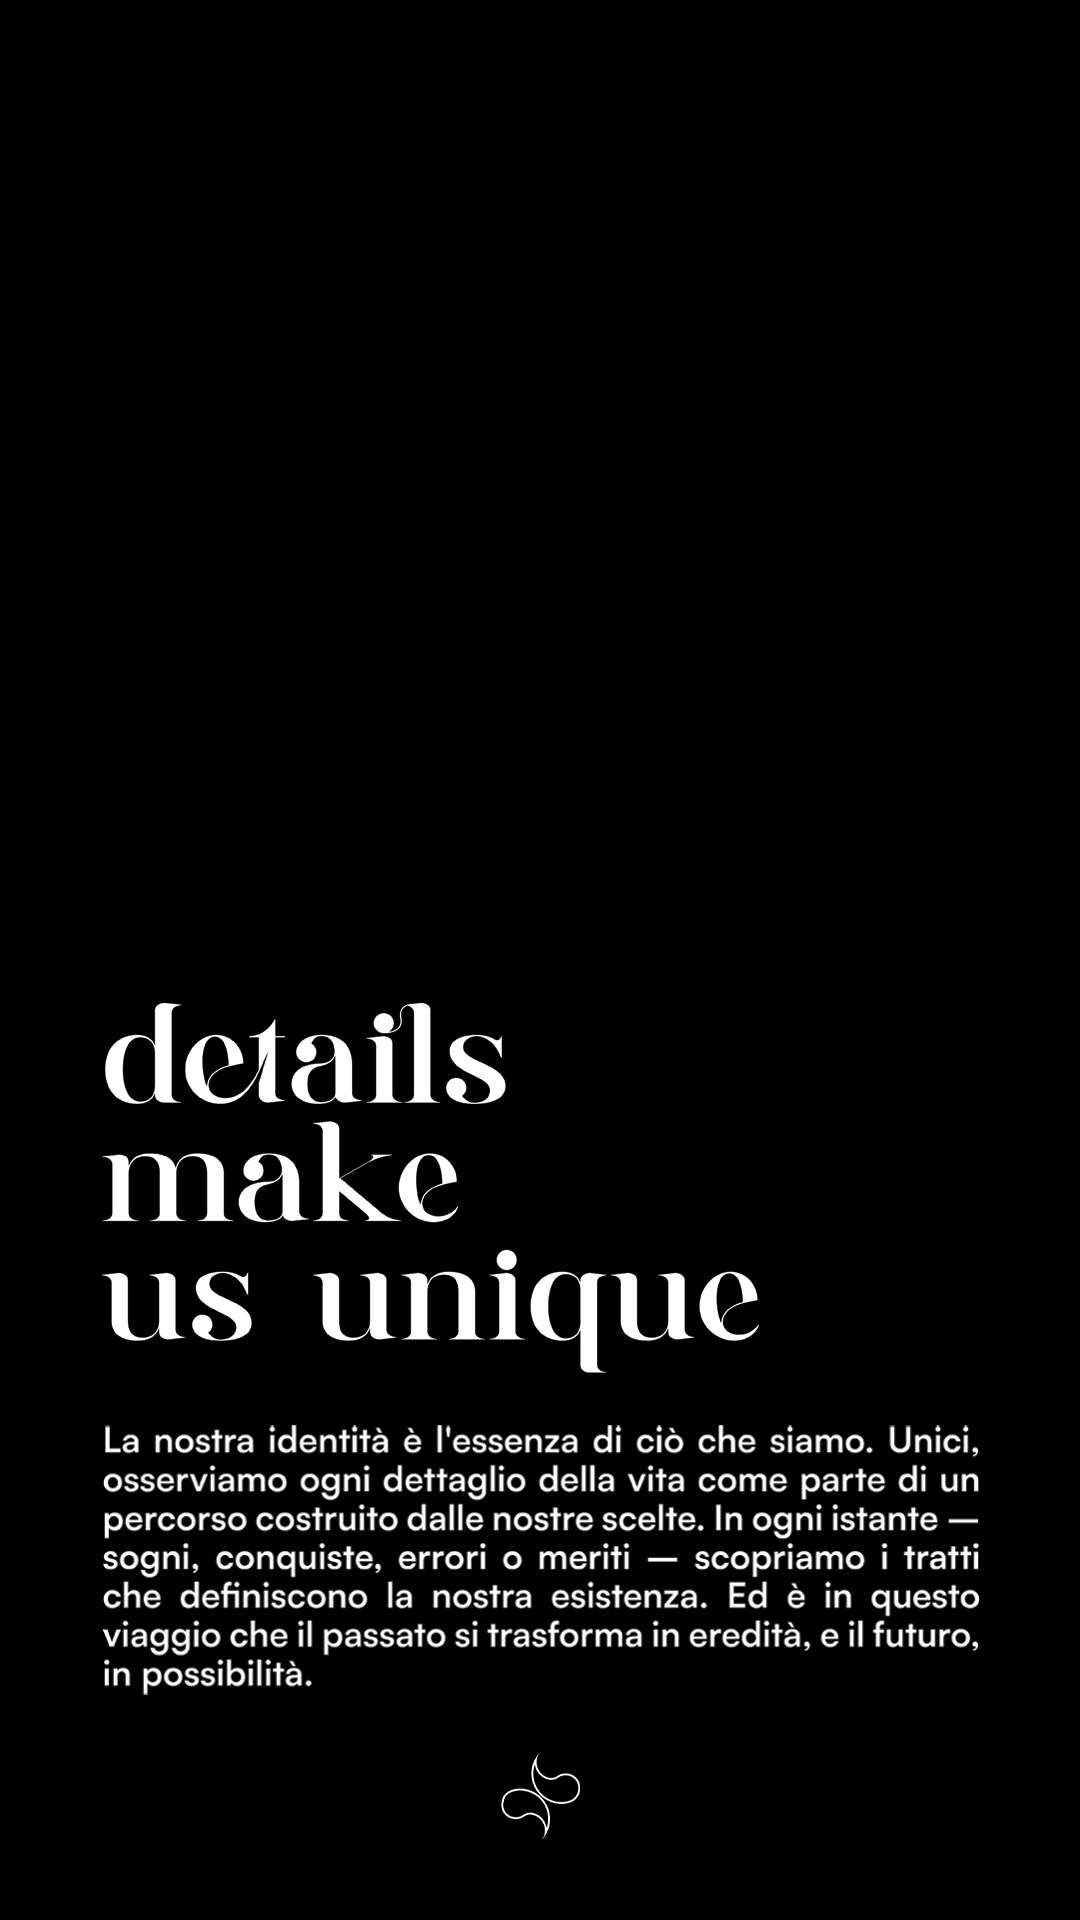 details
make
us unique
La nostra identità è l'essenza di ciò che siamo. Unici,
osserviamo ogni dettaglio della vita come parte di un
percorso costruito dalle nostre scelte. In ogni istante —
sogni, conquiste, errori o meriti — scopriamo i tratti
che definiscono la nostra esistenza. Ed è in questo
viaggio che il passato si trasforma in eredità, e il futuro,
in possibilità.